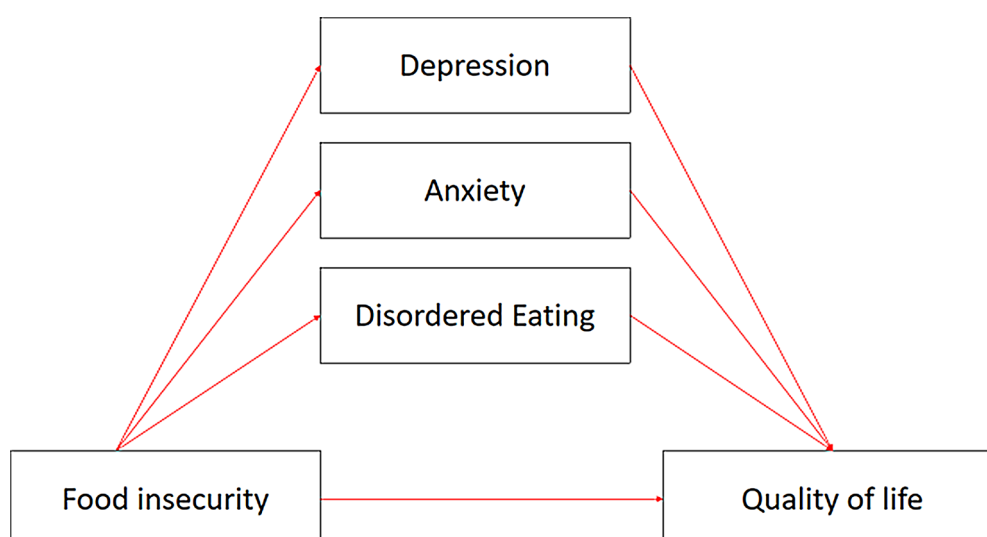 Depression
Anxiety
Disordered Eating
Food insecurity
Quality of life